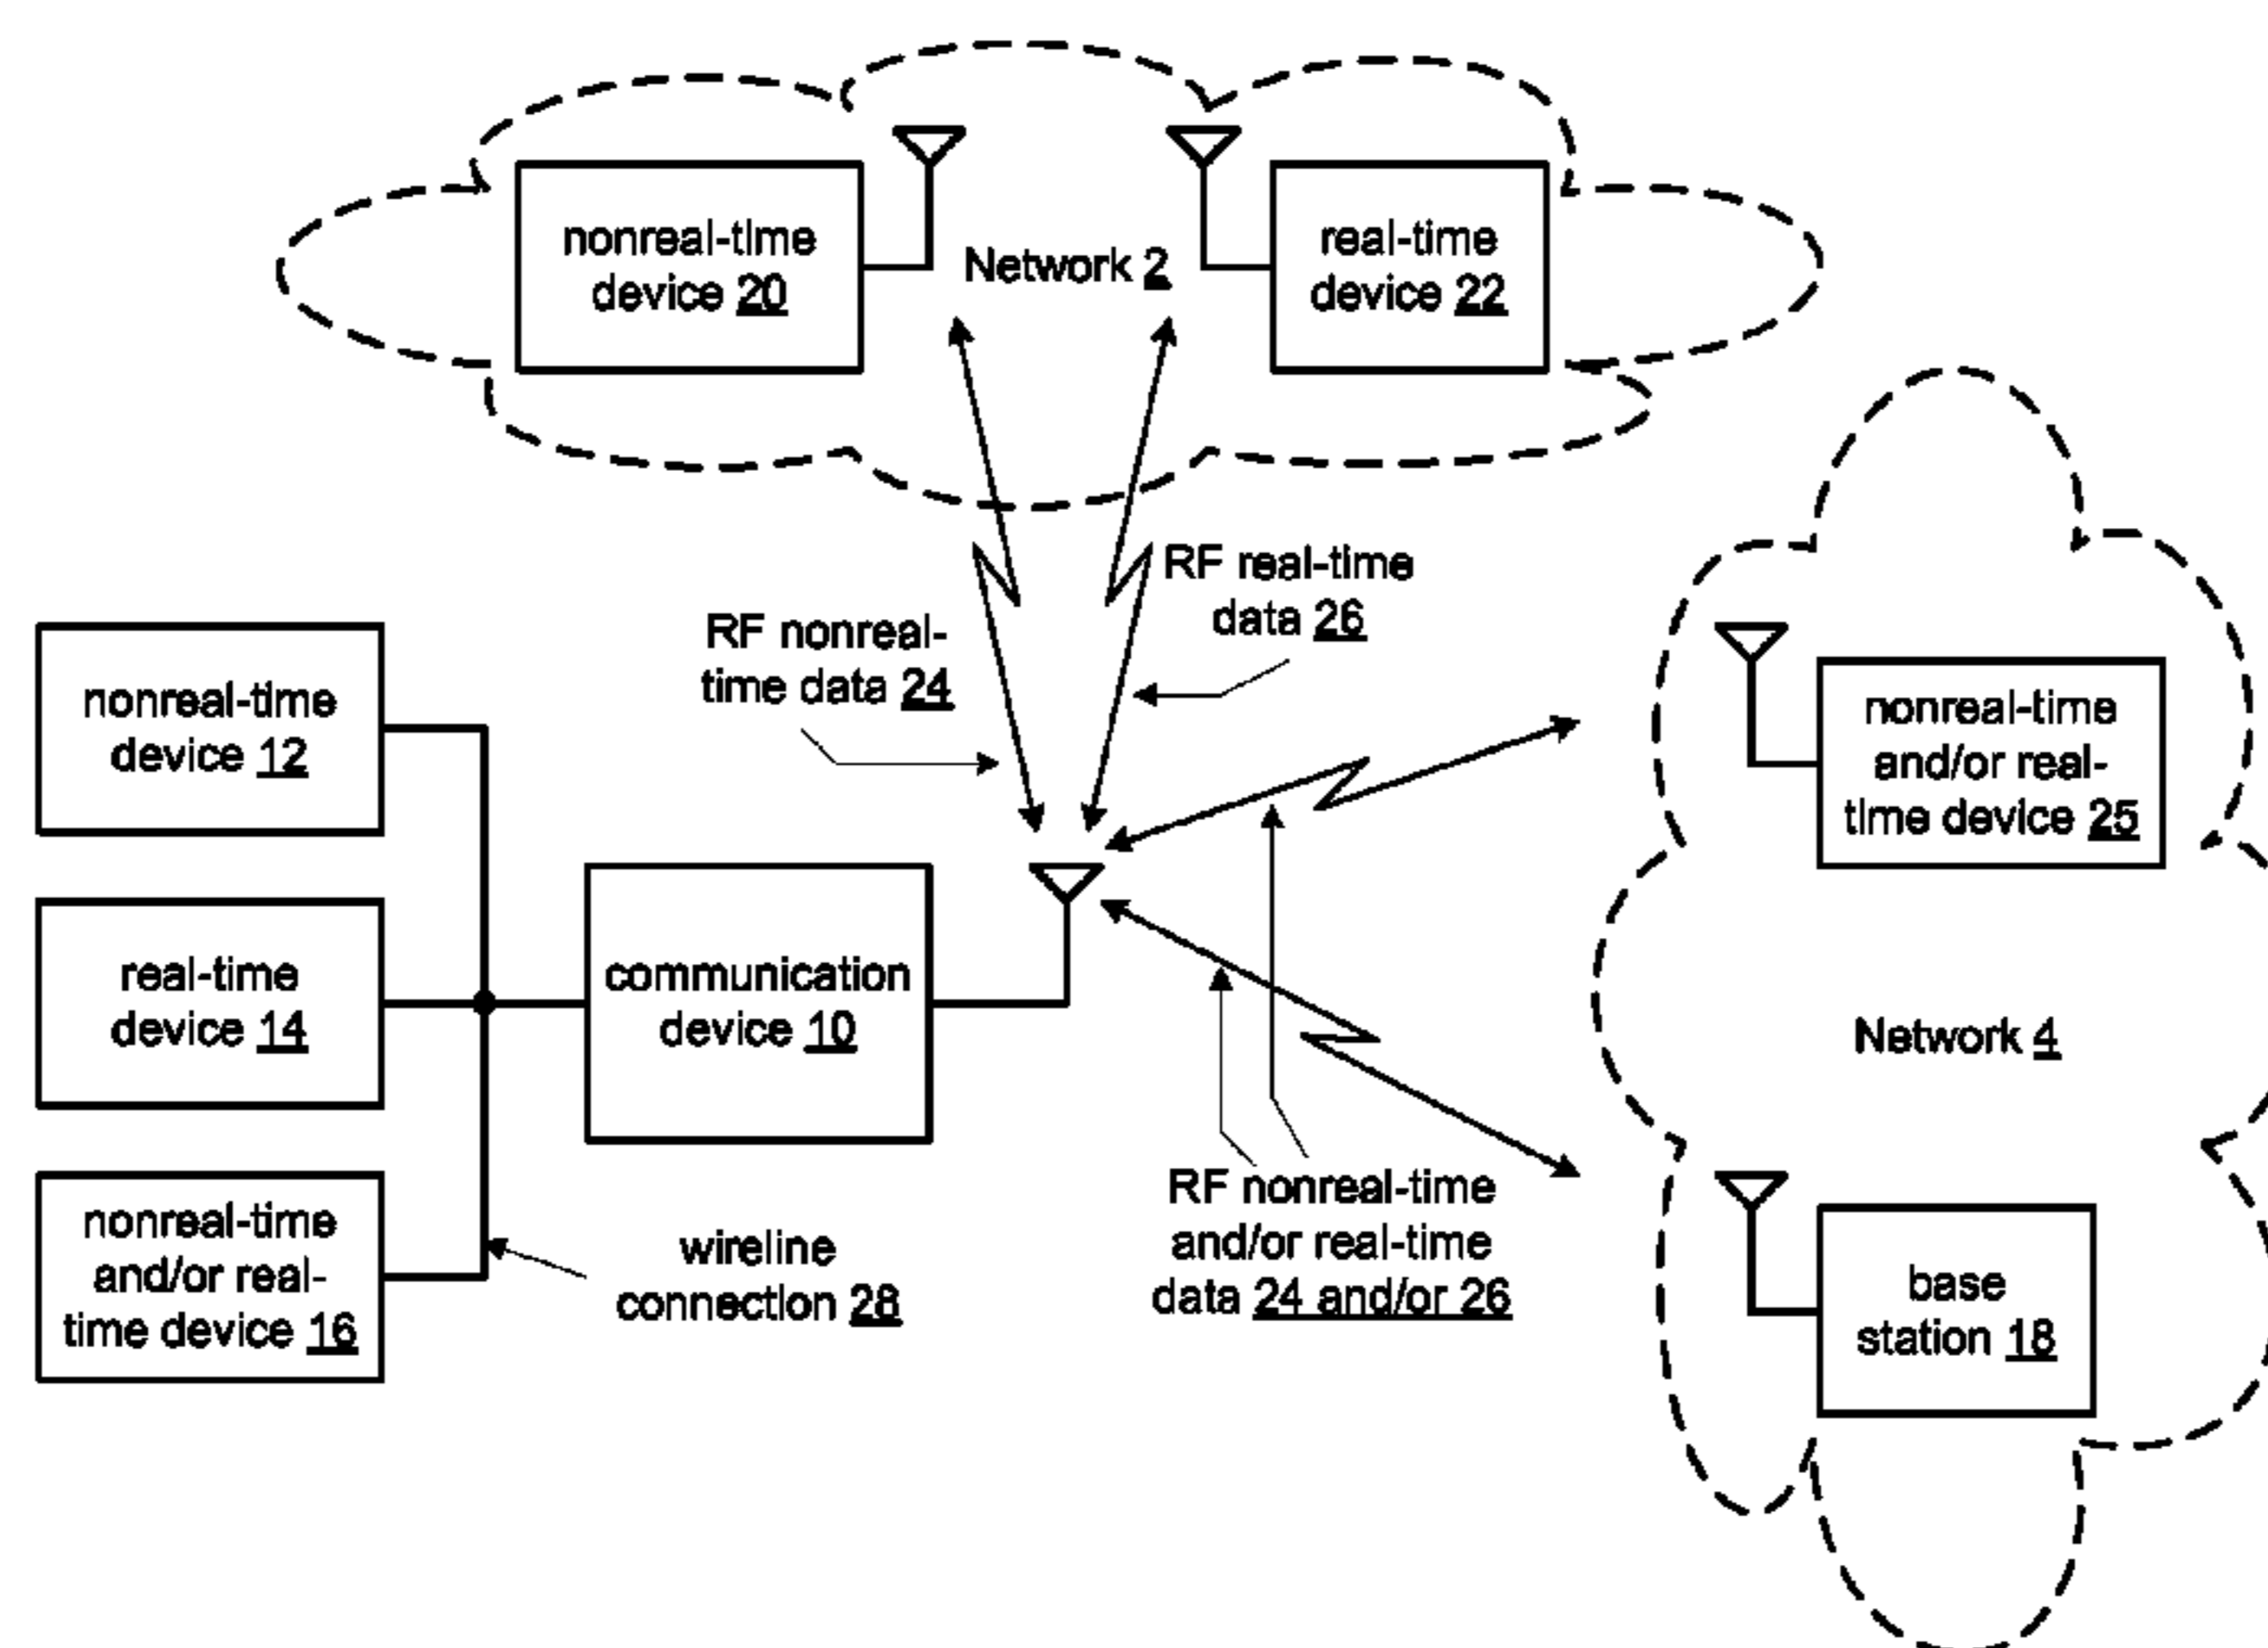 nonreal-time
device 20
Network 2
real-time
device 22
RF real-time
data 26
RF nonreal-
time data 24
nonreal-time
device 12
nonreal-time
and/or real-
time device 25
real-time
device 14
communication
device 10
Network 4
nonreal-time
and/or real-
time device 16
wireline
connection 28
RF nonreal-time
and/or real-time
data 24 and/or 26
base
station 18